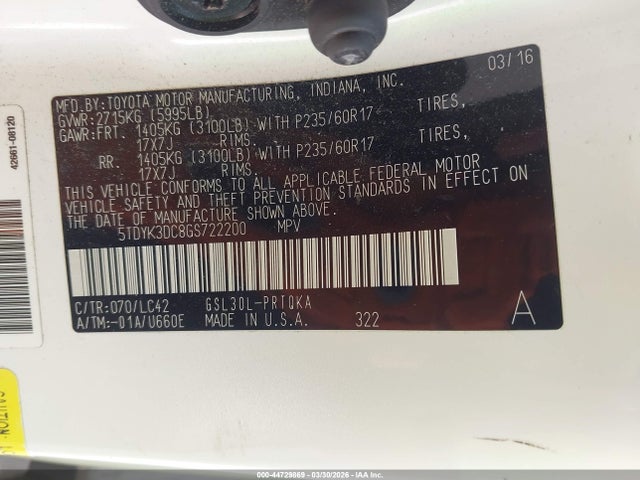 03/16
MFD.BY:TOYOTA MOTOR MANUFACTURING, INDIANA, INC.
GVWR:2715KG (5995LB)
GAWR:FRT. 1405KG (3100LB) WITH P235/60R17 TIRES,
17X7J RIMS.
RR. 1405KG (3100LB) WITH P235/60R17 TIRES,
17X7J RIMS.
THIS VEHICLE CONFORMS TO ALL APPLICABLE FEDERAL MOTOR
VEHICLE SAFETY AND THEFT PREVENTION STANDARDS IN EFFECT ON
THE DATE OF MANUFACTURE SHOWN ABOVE.
5TDYK3DC8GS722200 MPV
C/TR:070/LC42 GSL30L-PRTQKA
A/TM:-01A/U660E MADE IN U.S.A. 322 A
42661-08120
CAUTION
000-44729869 - 03/30/2026 - IAA Inc.